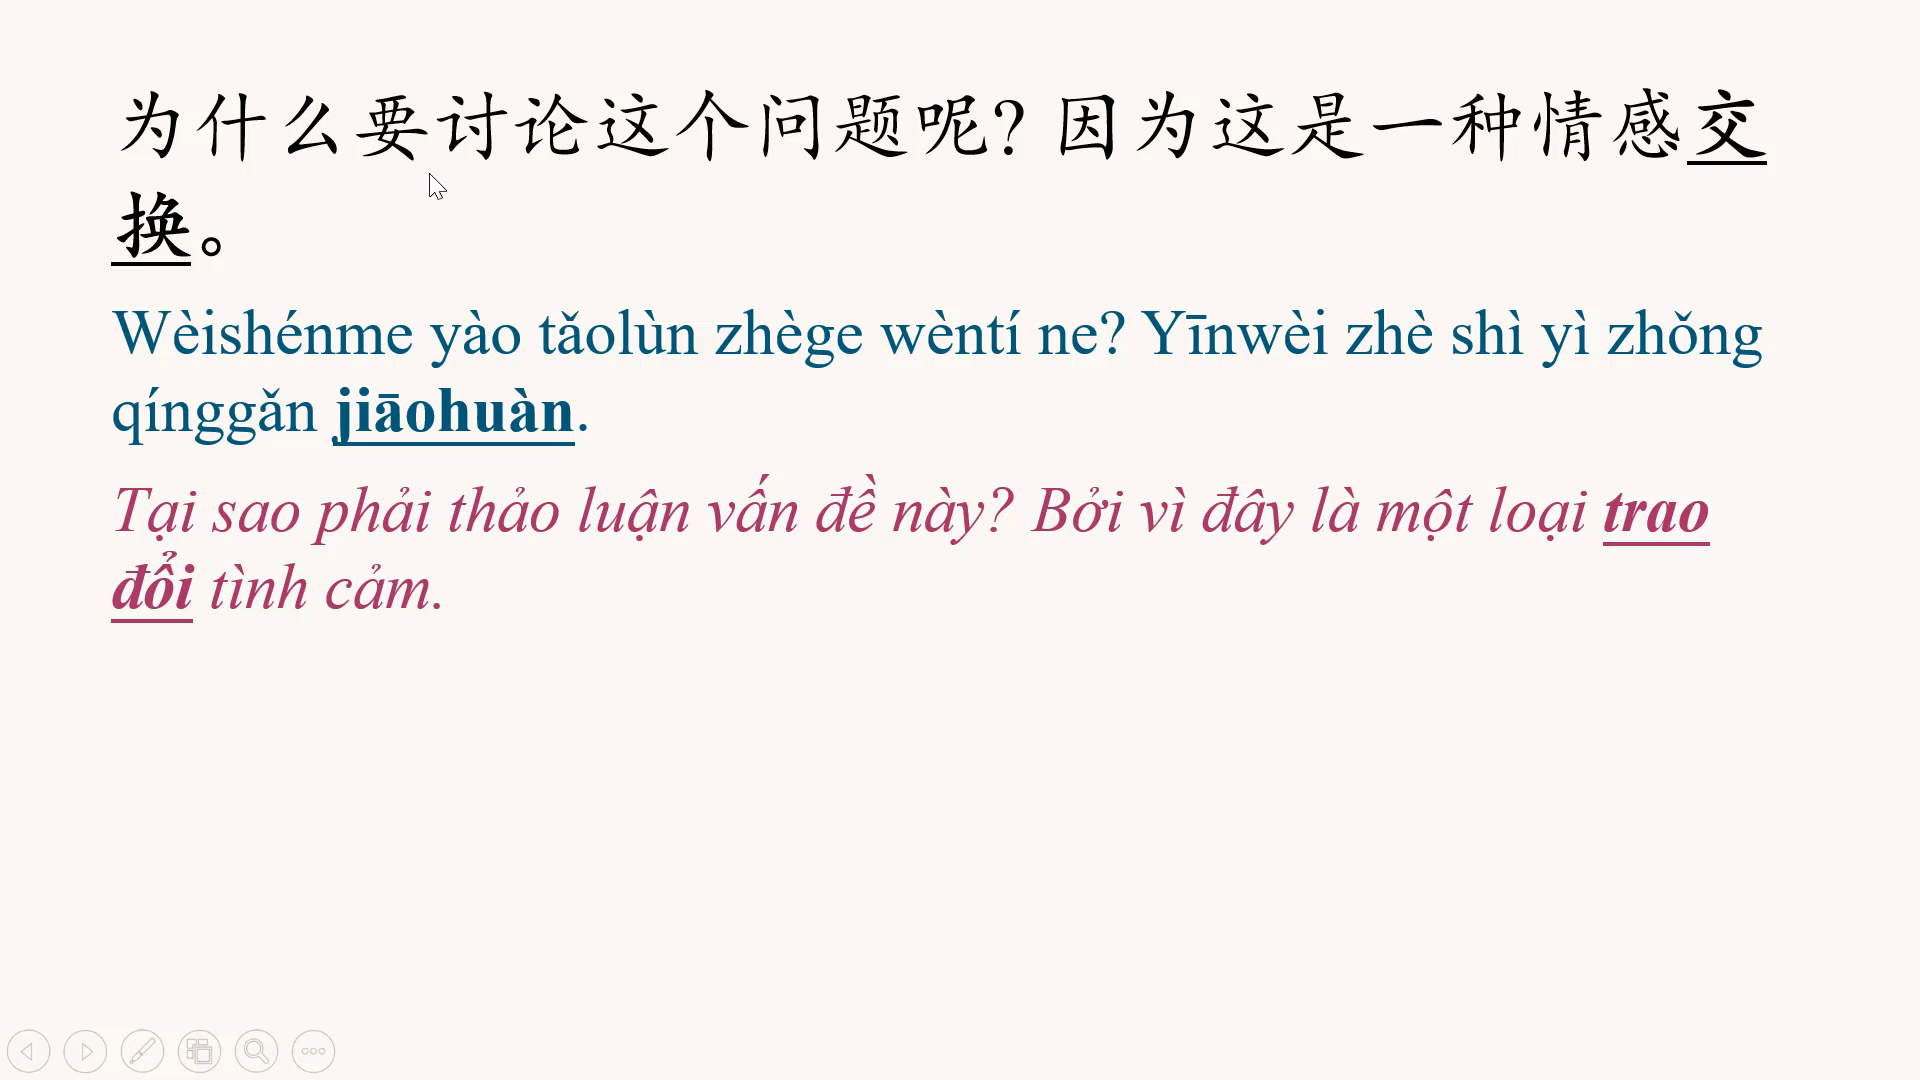 为什么要讨论这个问题呢? 因为这是一种情感交
换。
Wèishénme yào tǎolùn zhège wèntí ne? Yīnwèi zhè shì yì zhǒng
qínggǎn jiāohuàn.
Tại sao phải thảo luận vấn đề này? Bởi vì đây là một loại trao
đổi tình cảm.